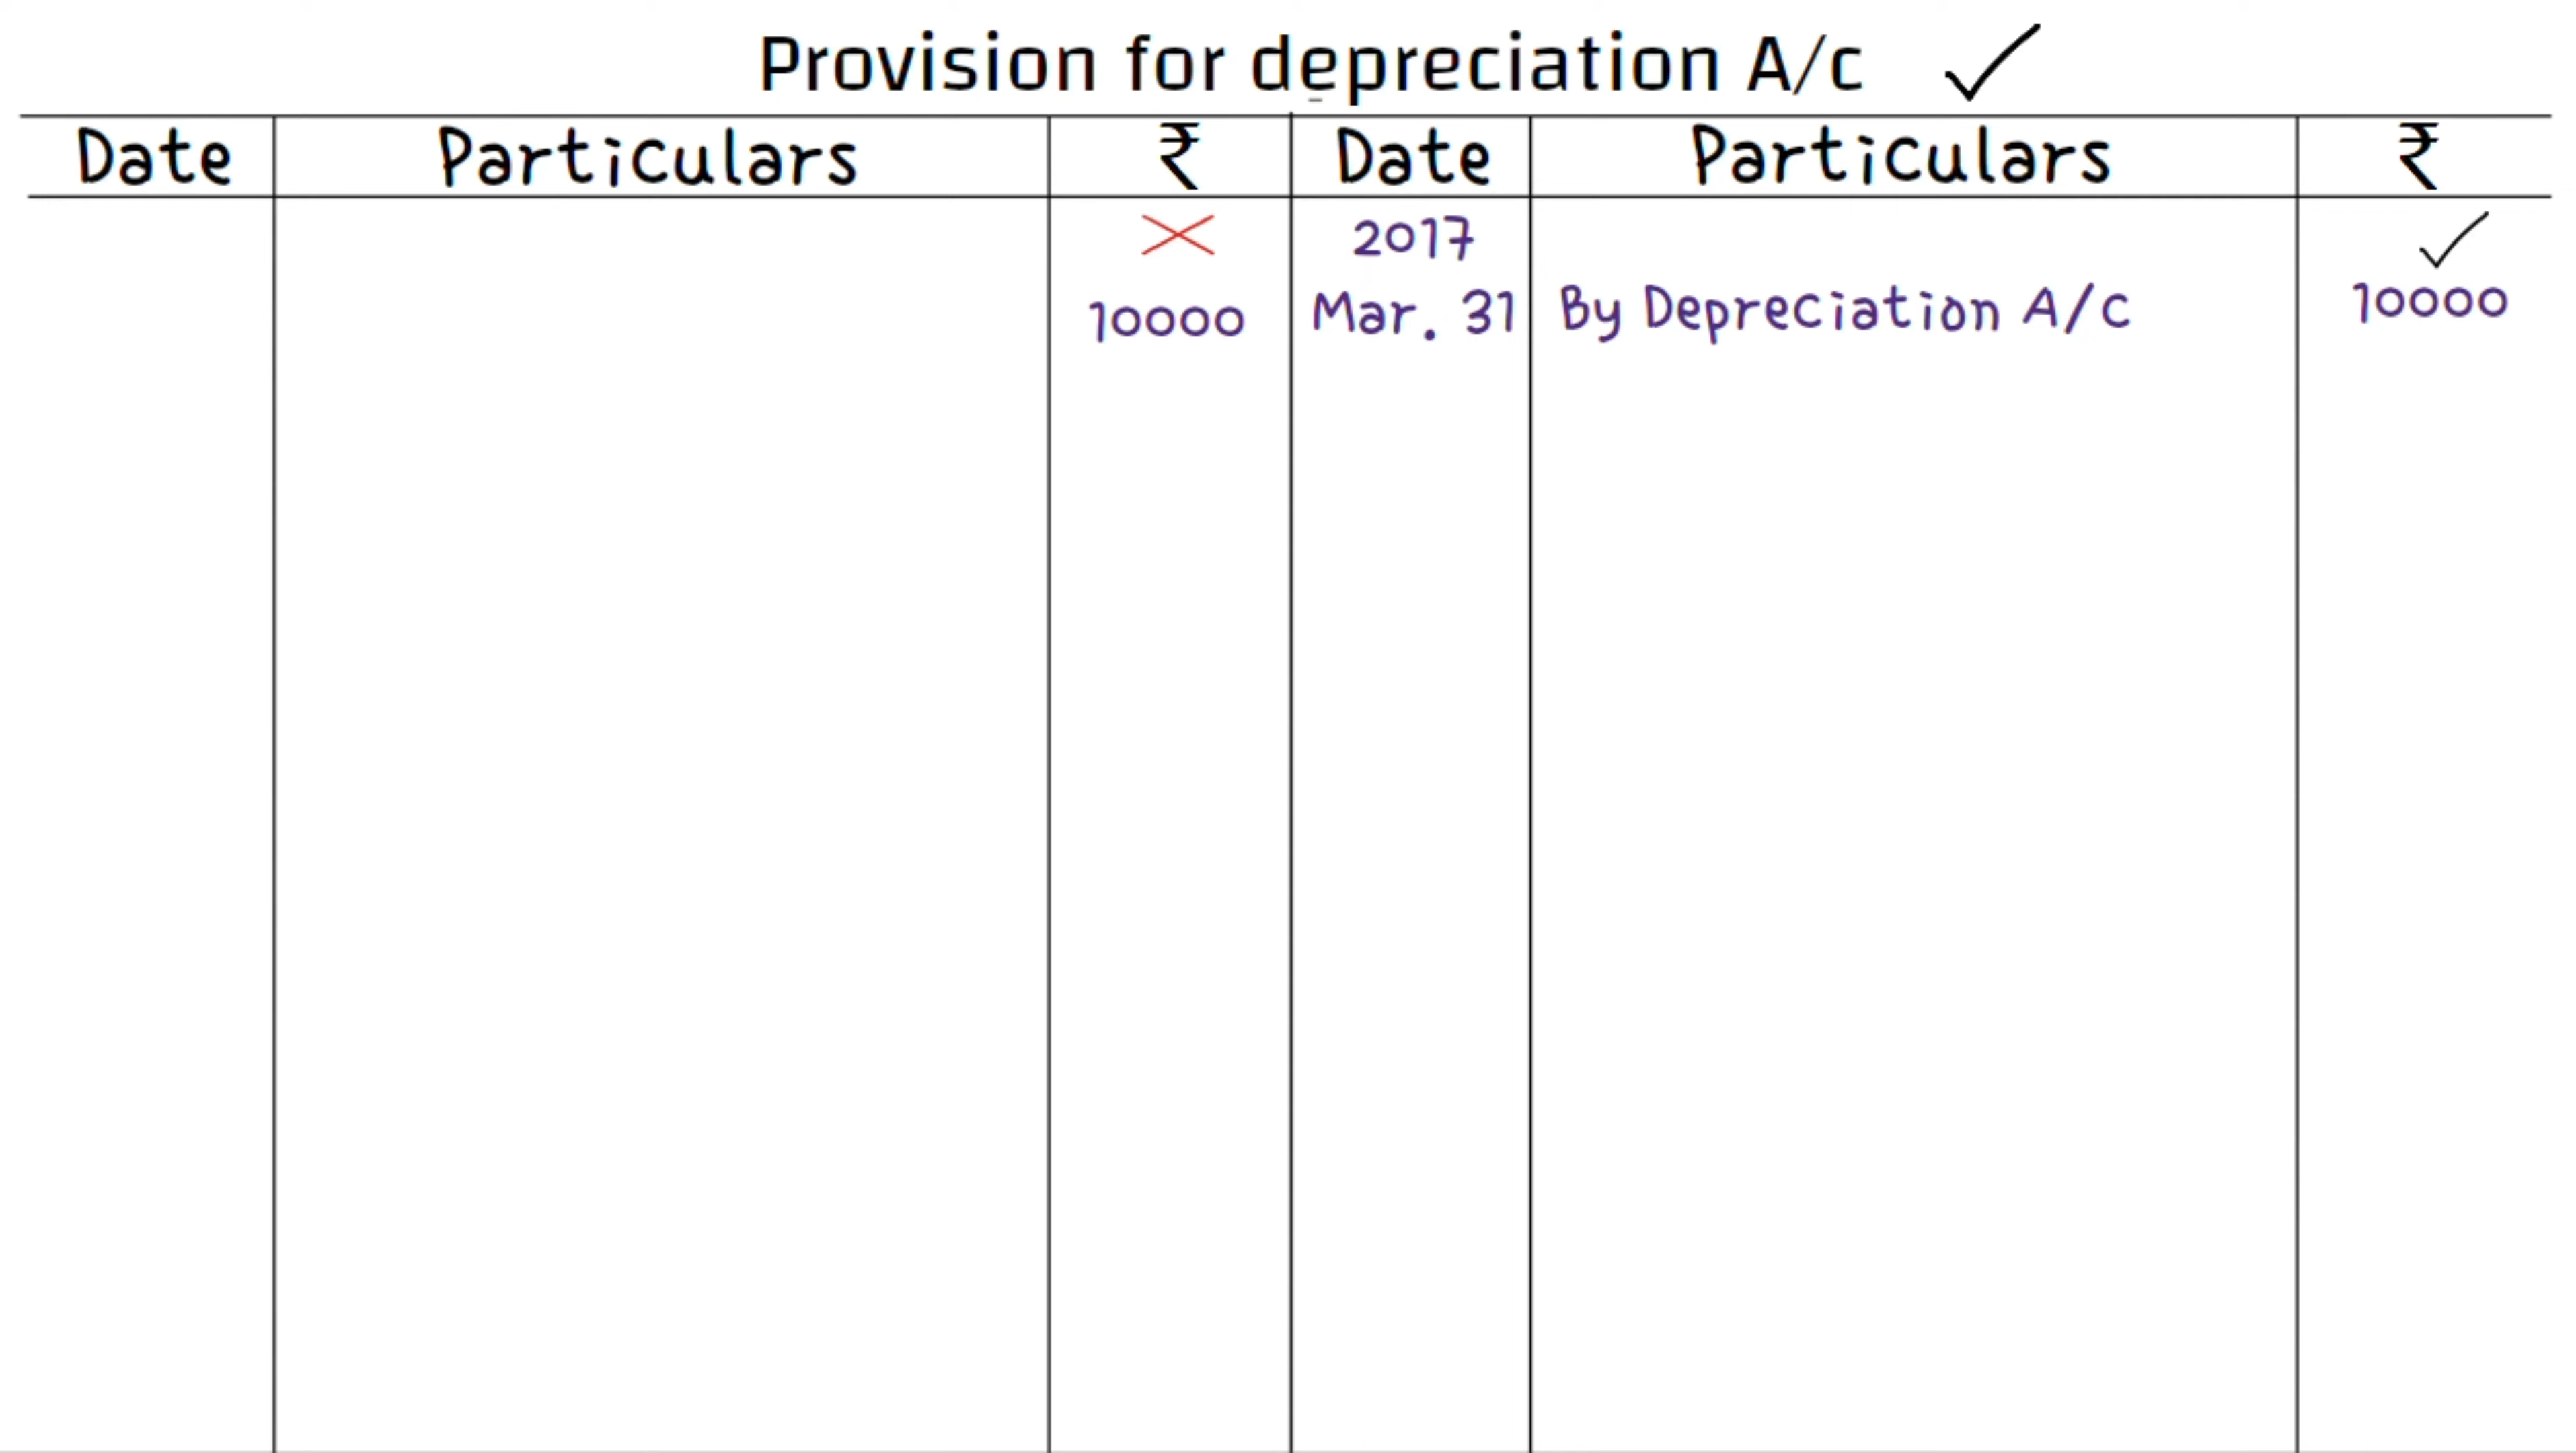 Provision for depreciation A/c ✓
Date Particulars ₹ Date Particulars ₹
2017
10000 Mar. 31 By Depreciation A/c 10000